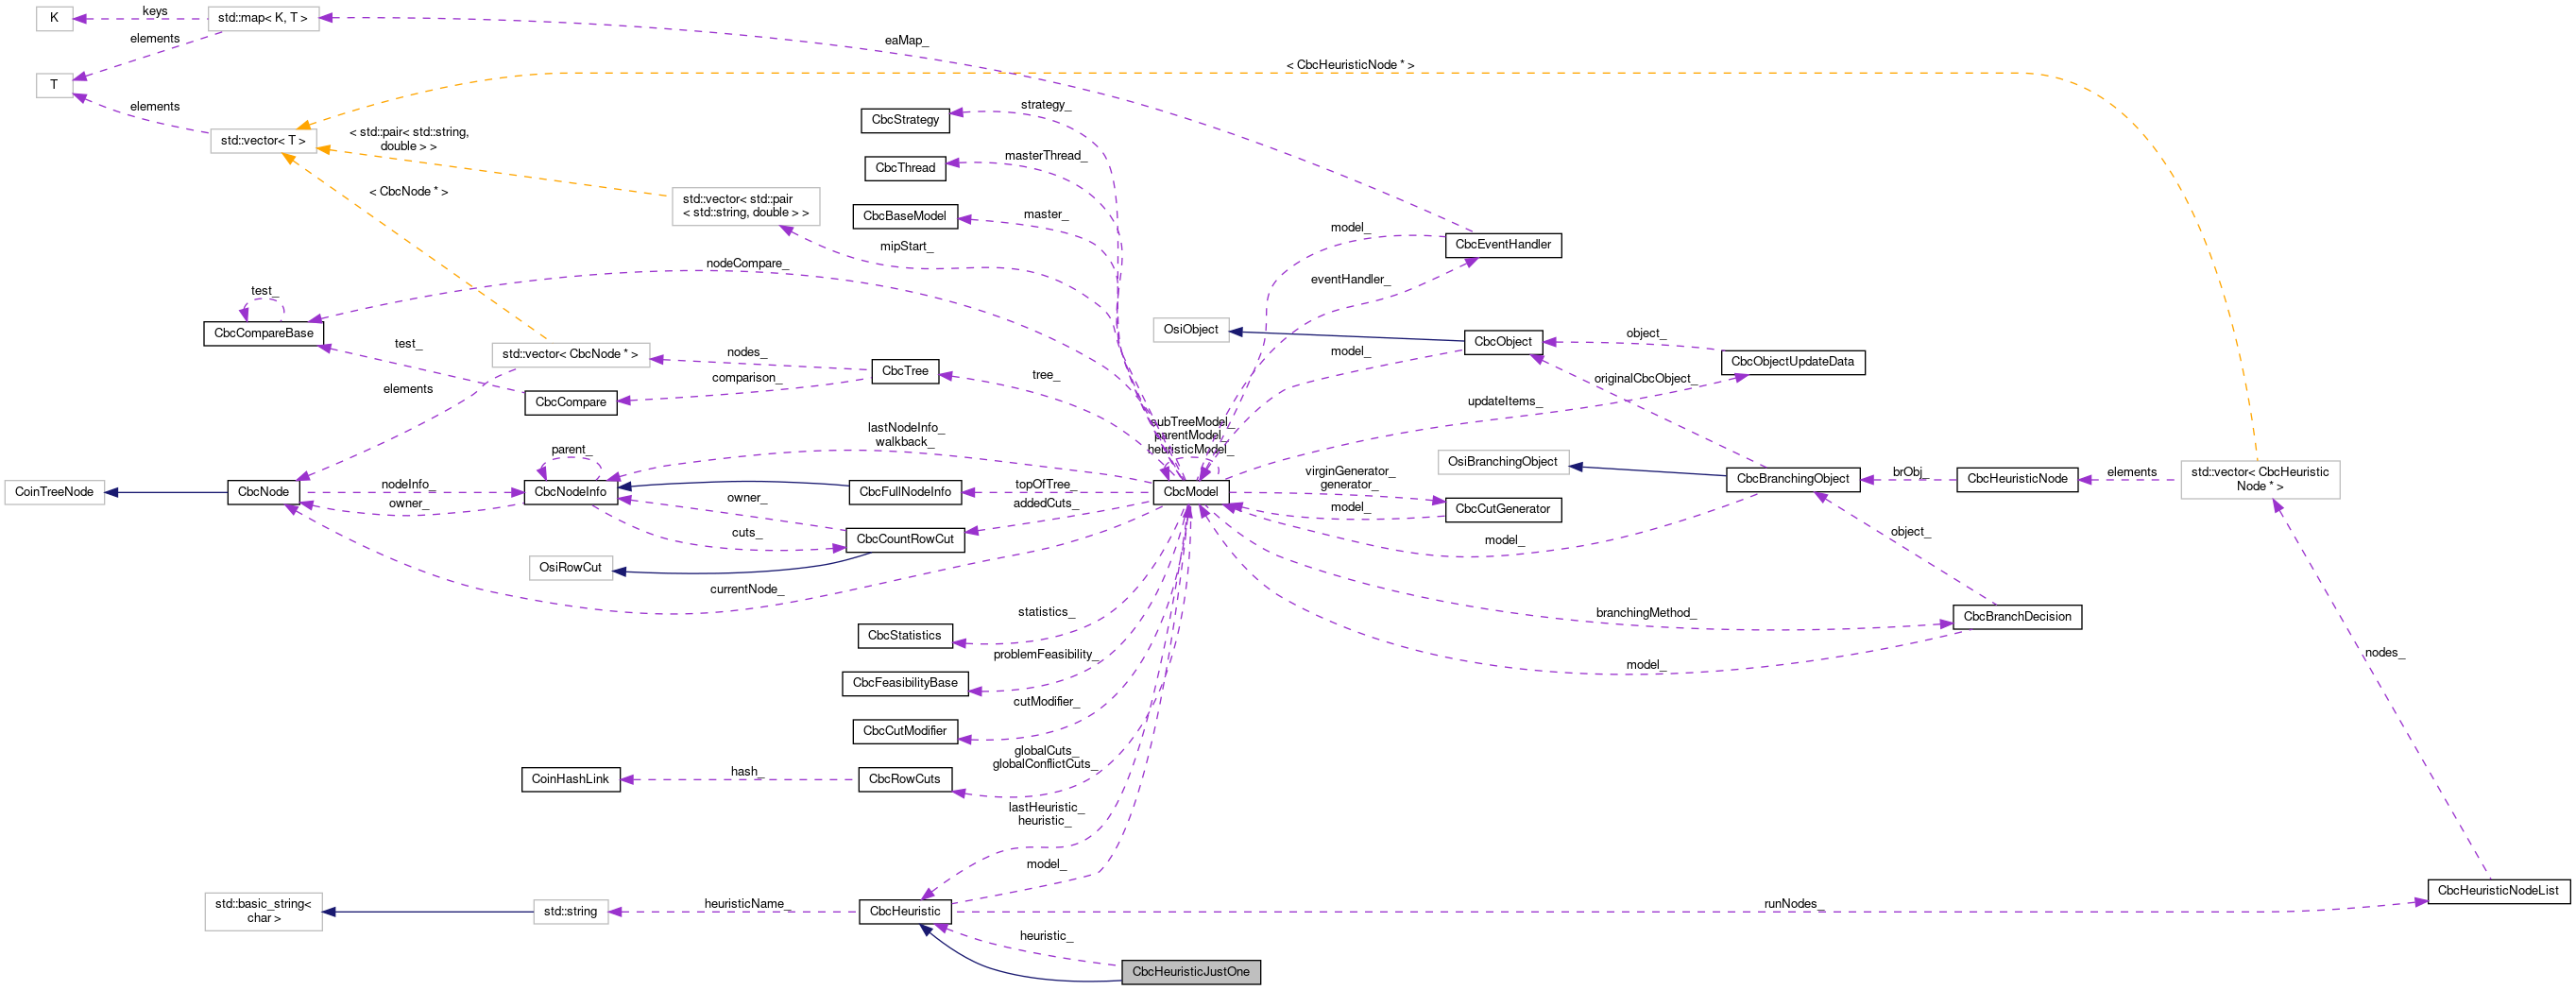 K
keys
std::map< K, T >
elements
eaMap_
T
< CbcHeuristicNode * >
elements
std::vector< T >
< std::pair< std::string,
double > >
strategy_
CbcStrategy
masterThread_
CbcThread
< CbcNode * >
std::vector< std::pair
< std::string, double > >
CbcBaseModel
master_
mipStart_
model_
CbcEventHandler
nodeCompare_
eventHandler_
test_
CbcCompareBase
OsiObject
CbcObject
object_
test_
std::vector< CbcNode * >
nodes_
CbcTree
model_
CbcObjectUpdateData
comparison_
tree_
originalCbcObject_
elements
CbcCompare
updateItems_
lastNodeInfo_
walkback_
subTreeModel_
parentModel_
heuristicModel_
parent_
OsiBranchingObject
virginGenerator_
generator_
CbcBranchingObject
brObj_
CbcHeuristicNode
elements
std::vector< CbcHeuristic
Node * >
CoinTreeNode
CbcNode
nodeInfo_
owner_
CbcNodeInfo
CbcFullNodeInfo
topOfTree_
CbcModel
owner_
addedCuts_
model_
CbcCutGenerator
cuts_
CbcCountRowCut
model_
object_
OsiRowCut
currentNode_
statistics_
branchingMethod_
CbcBranchDecision
CbcStatistics
problemFeasibility_
model_
nodes_
CbcFeasibilityBase
cutModifier_
CbcCutModifier
globalCuts_
globalConflictCuts_
CoinHashLink
hash_
CbcRowCuts
lastHeuristic_
heuristic_
model_
CbcHeuristicNodeList
std::basic_string<
char >
std::string
heuristicName_
CbcHeuristic
runNodes_
heuristic_
CbcHeuristicJustOne